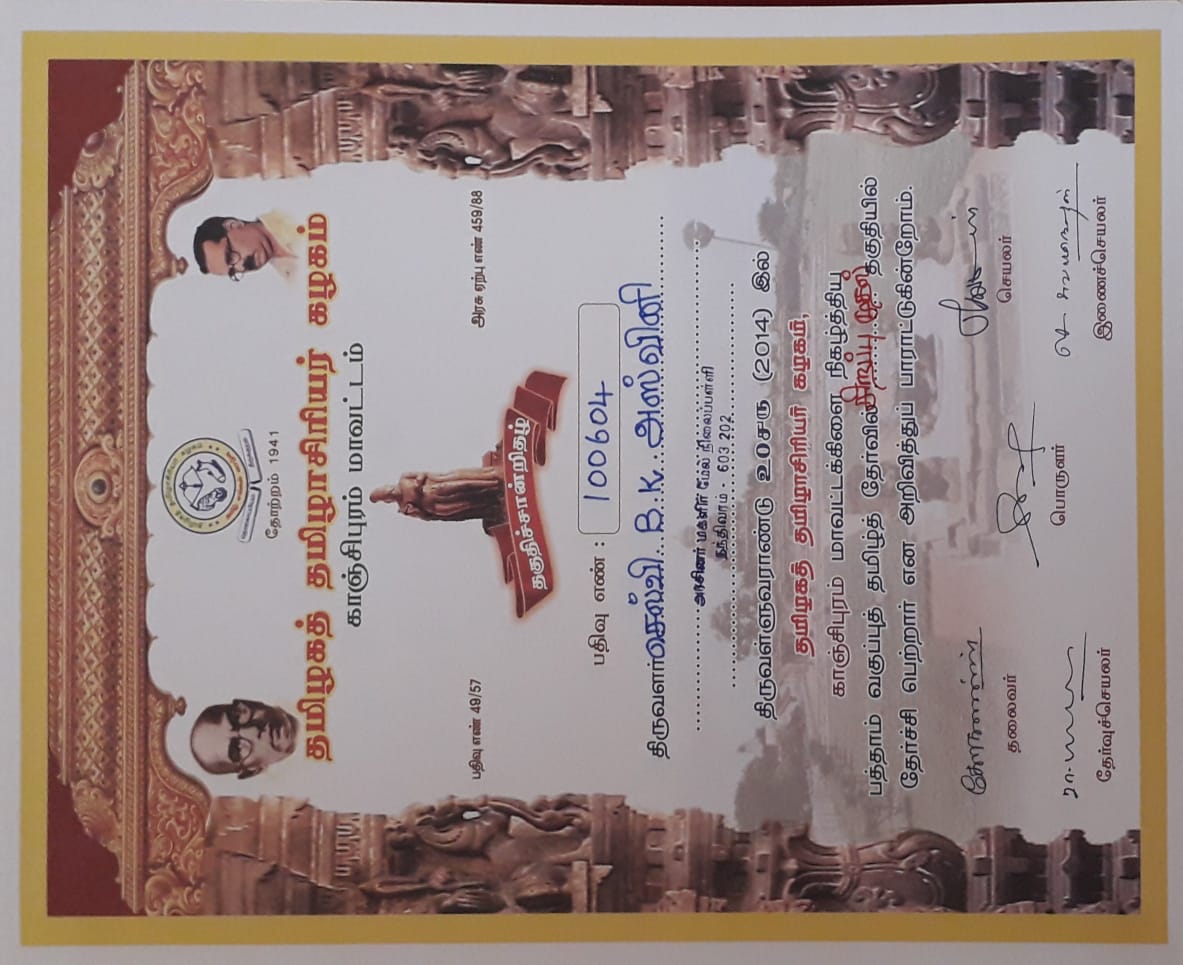 தோற்றம் 1941
தமிழகத் தமிழாசிரியர் கழகம்
காஞ்சிபுரம் மாவட்டம்
பதிவு எண் 49/57 அரசு ஏற்பு எண் 459/88
தகுதிச்சான்றிதழ்
பதிவு எண் : 100604
திருவளர் செல்வி B.K. அஸ்வினி
அரசினர் மகளிர் மேல் நிலைப்பள்ளி
நந்திவரம் - 603 202
திருவள்ளுவராண்டு ௨0௪௫ (2014) இல்
தமிழகத் தமிழாசிரியர் கழகம்,
காஞ்சிபுரம் மாவட்டக்கிளை நிகழ்த்திய
பத்தாம் வகுப்புத் தமிழ்த் தேர்வில் சிறப்பு முதல் தகுதியில்
தேர்ச்சி பெற்றார் என அறிவித்துப் பாராட்டுகின்றோம்.
தலைவர் பொருளர் செயலர்
தேர்வுச்செயலர் இணைச்செயலர்